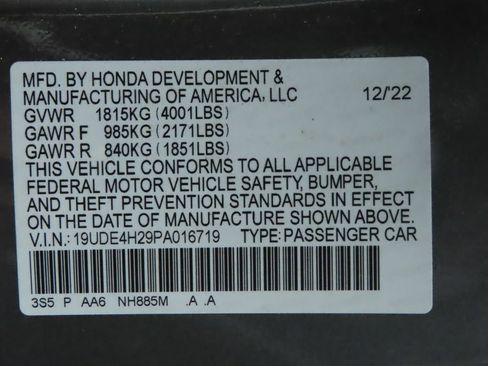 MFD. BY HONDA DEVELOPMENT &
MANUFACTURING OF AMERICA, LLC 12/'22
GVWR 1815KG (4001LBS)
GAWR F 985KG (2171LBS)
GAWR R 840KG (1851LBS)
THIS VEHICLE CONFORMS TO ALL APPLICABLE
FEDERAL MOTOR VEHICLE SAFETY, BUMPER,
AND THEFT PREVENTION STANDARDS IN EFFECT
ON THE DATE OF MANUFACTURE SHOWN ABOVE.
V.I.N.: 19UDE4H29PA016719 TYPE: PASSENGER CAR
3S5 P AA6 NH885M .A .A